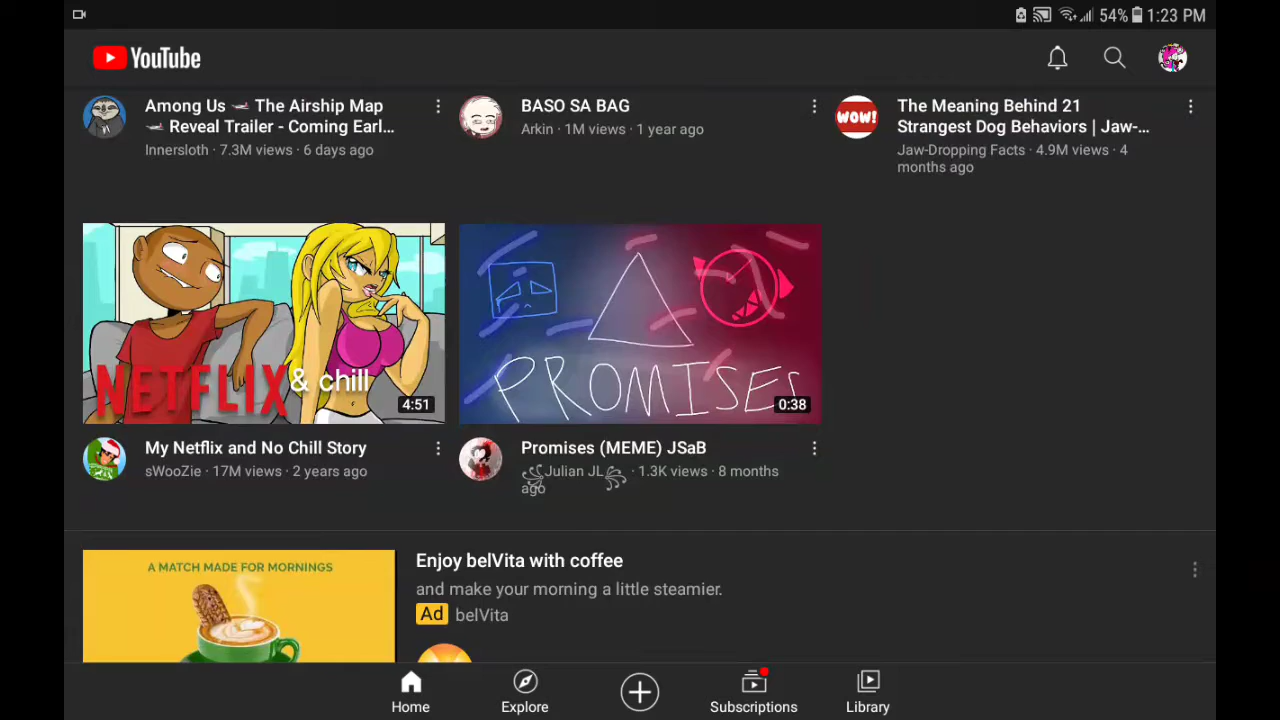 54% 1:23 PM
YouTube
Among Us 🛩 The Airship Map
🛩 Reveal Trailer - Coming Earl...
Innersloth · 7.3M views · 6 days ago
BASO SA BAG
Arkin · 1M views · 1 year ago
WOW!
The Meaning Behind 21
Strangest Dog Behaviors | Jaw-...
Jaw-Dropping Facts · 4.9M views · 4
months ago
NETFLIX & chill
4:51
PROMISES
0:38
My Netflix and No Chill Story
sWooZie · 17M views · 2 years ago
Promises (MEME) JSaB
꧁Julian JL꧂ · 1.3K views · 8 months
ago
A MATCH MADE FOR MORNINGS
Enjoy belVita with coffee
and make your morning a little steamier.
Ad belVita
Home
Explore
Subscriptions
Library